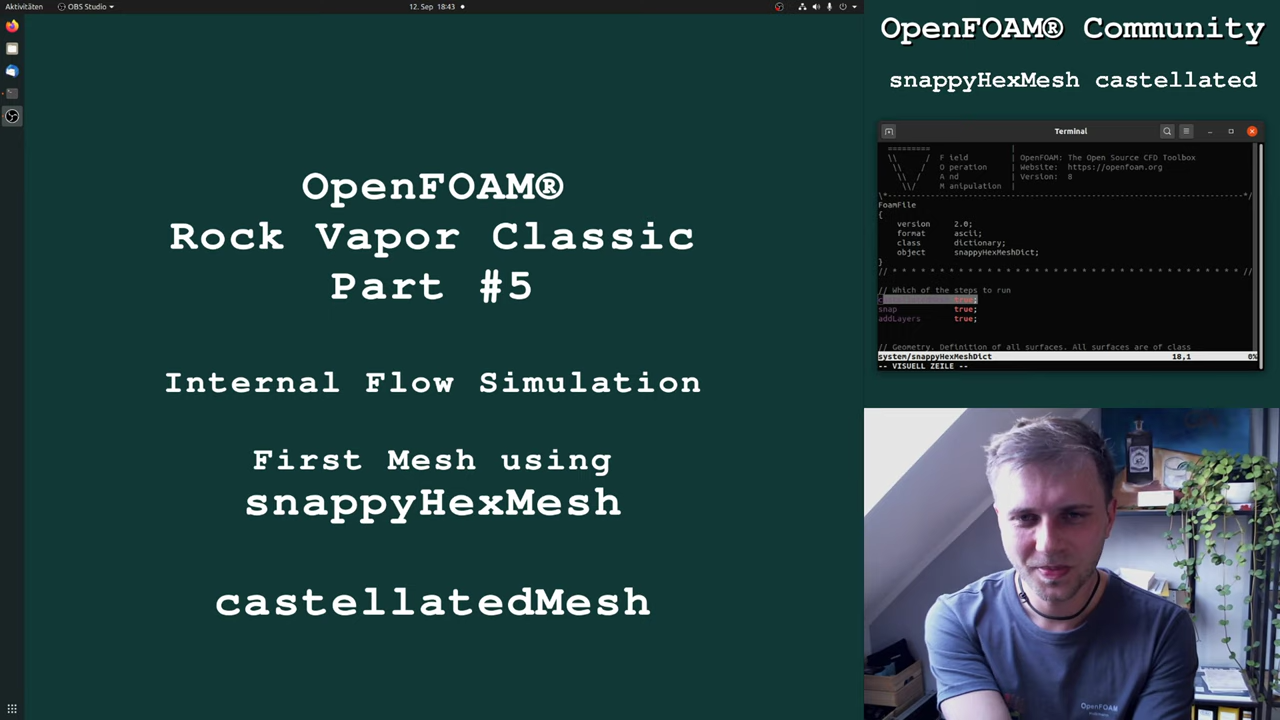 Aktivitäten
OBS Studio
12. Sep 18:43
OpenFOAM®
Rock Vapor Classic
Part #5
Internal Flow Simulation
First Mesh using
snappyHexMesh
castellatedMesh
OpenFOAM® Community
snappyHexMesh castellated
Terminal
========= |
\\ / F ield | OpenFOAM: The Open Source CFD Toolbox
\\ / O peration | Website: https://openfoam.org
\\ / A nd | Version: 8
\\/ M anipulation |
\*---------------------------------------------------------------------------*/
FoamFile
{
version 2.0;
format ascii;
class dictionary;
object snappyHexMeshDict;
}
// * * * * * * * * * * * * * * * * * * * * * * * * * * * * * * * * * * * * * //
// Which of the steps to run
true;
snap true;
addLayers true;
// Geometry. Definition of all surfaces. All surfaces are of class
system/snappyHexMeshDict 18,1 0%
-- VISUELL ZEILE --
OpenFOAM